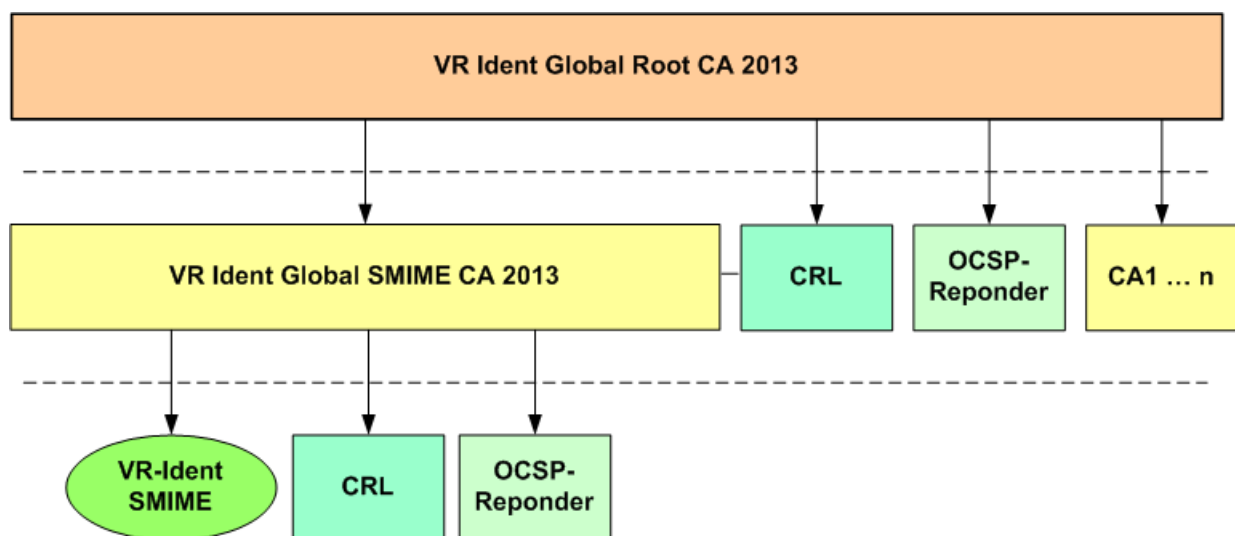 VR Ident Global Root CA 2013
VR Ident Global SMIME CA 2013
CRL
OCSP-
Reponder
CA1 … n
VR-Ident
SMIME
CRL
OCSP-
Reponder